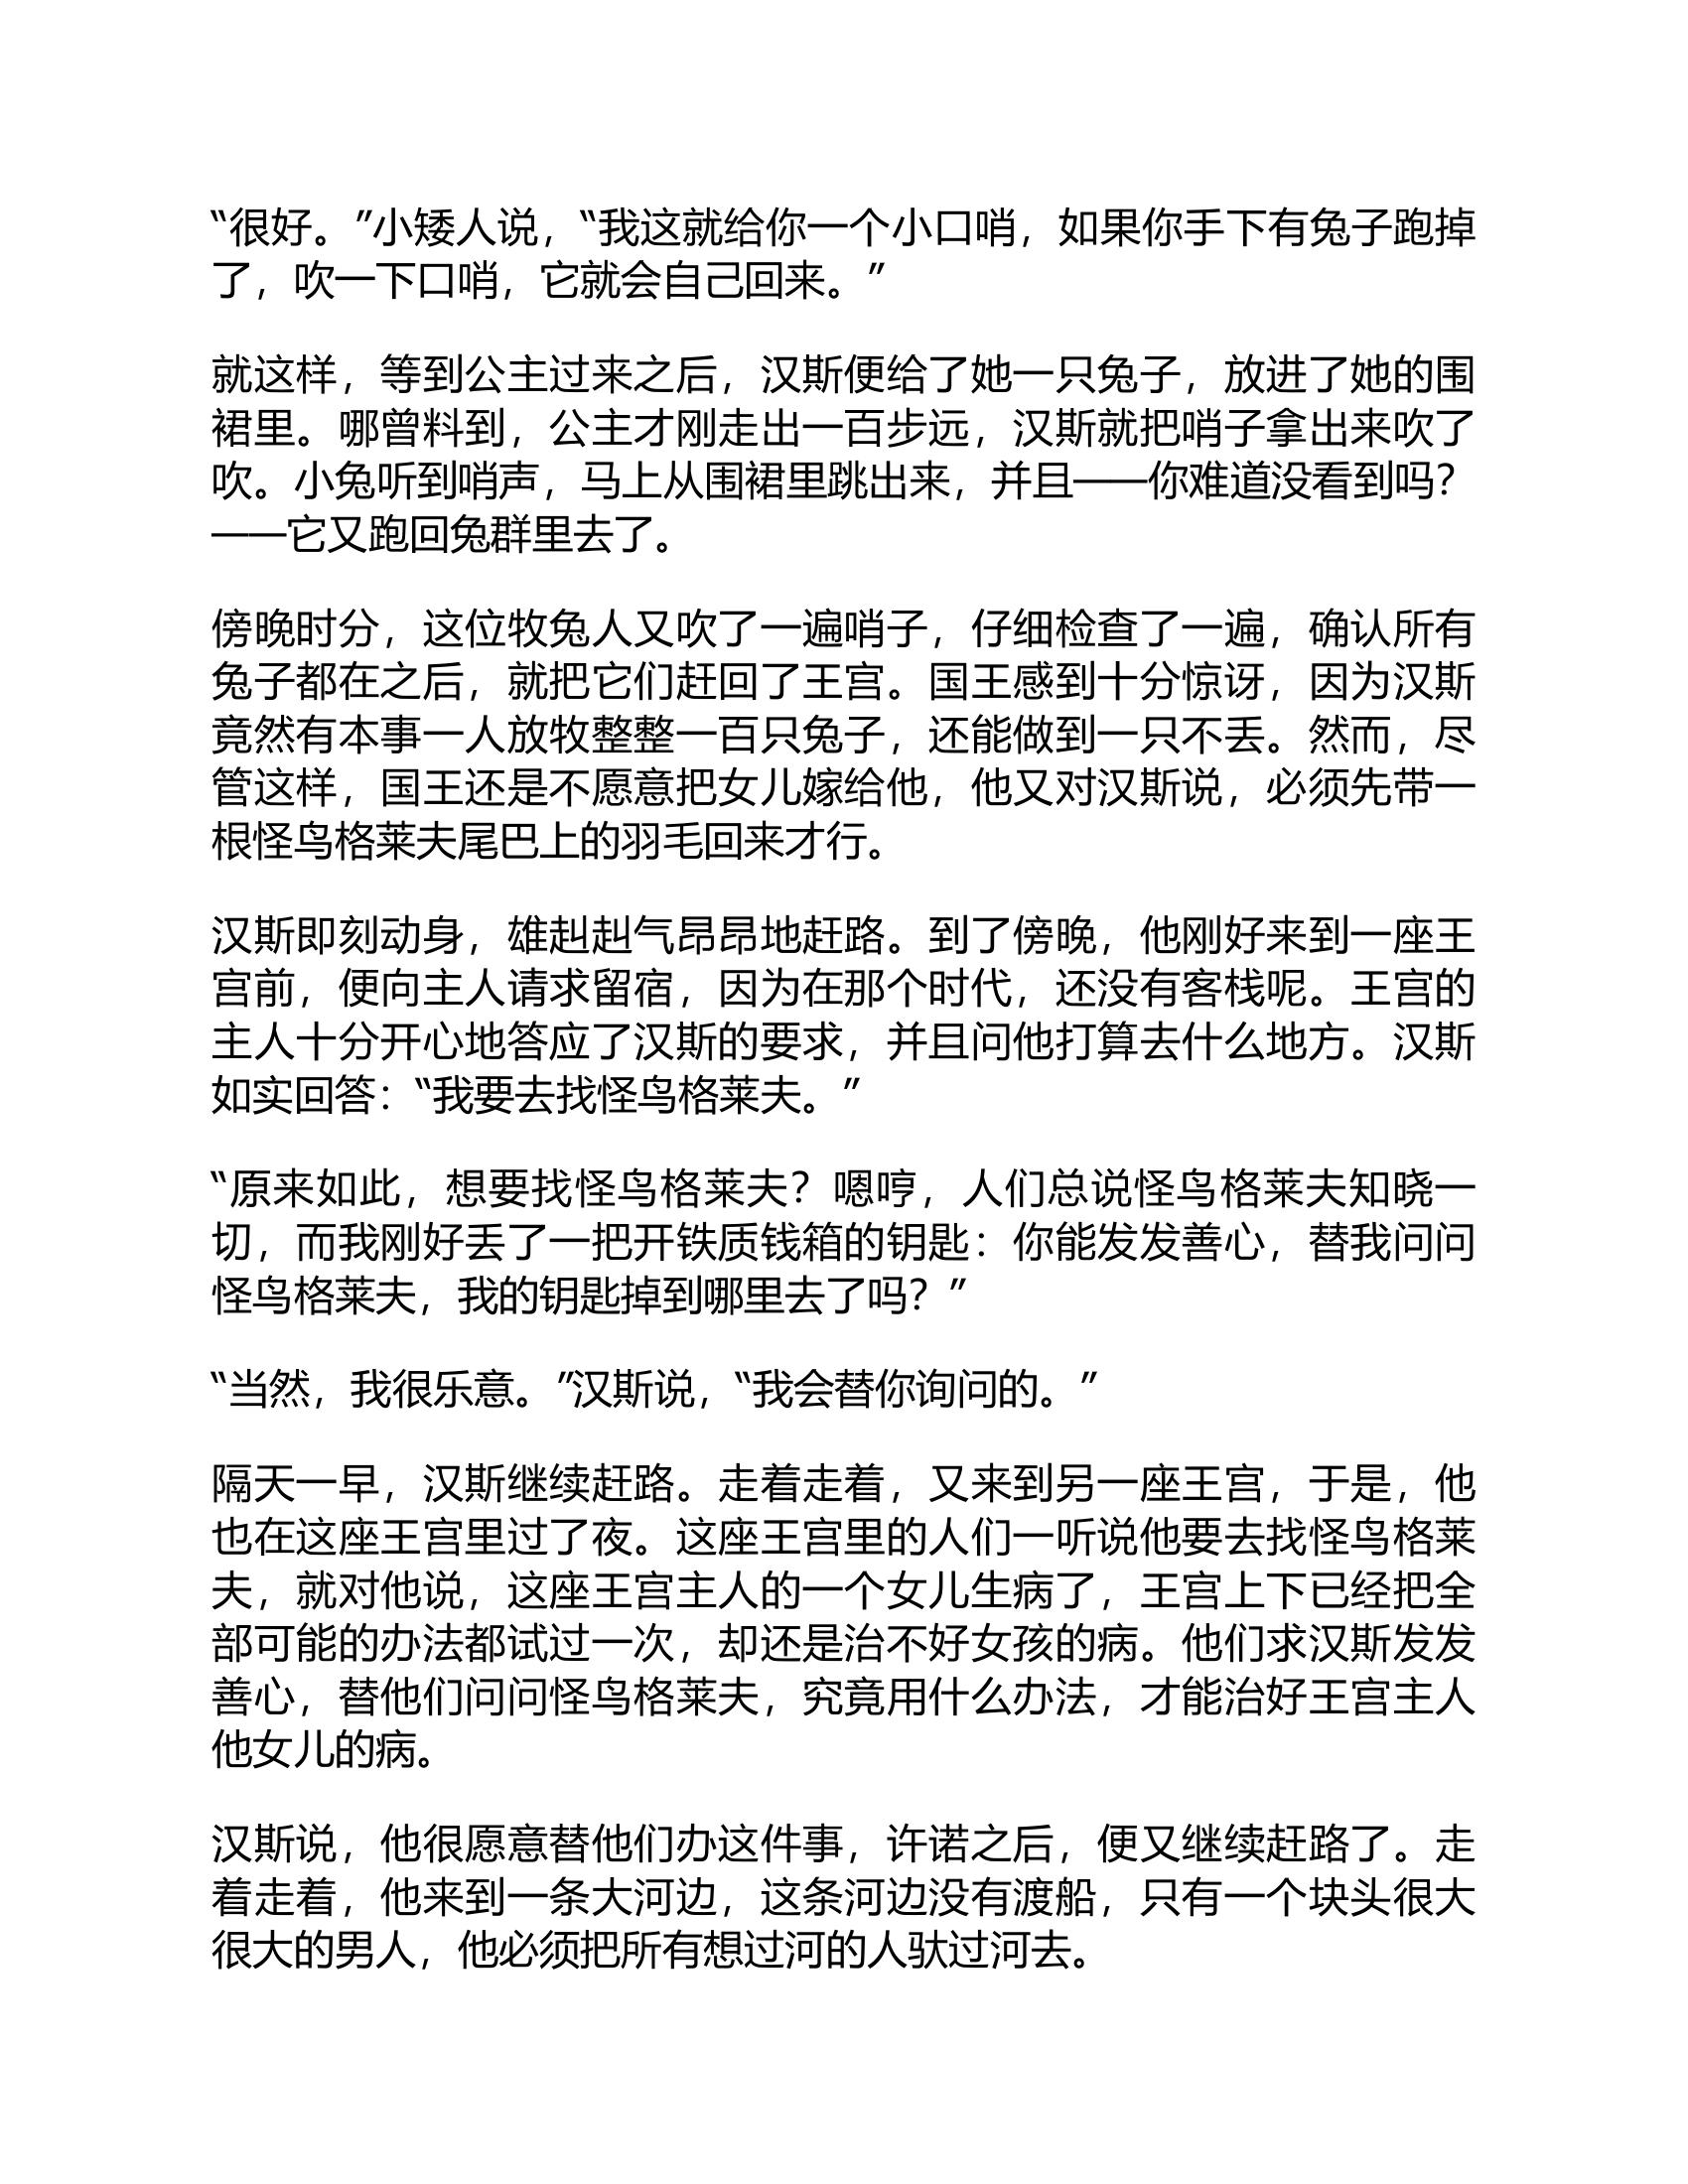 “很好。”小矮人说，“我这就给你一个小口哨，如果你手下有兔子跑掉
了，吹一下口哨，它就会自己回来。”
就这样，等到公主过来之后，汉斯便给了她一只兔子，放进了她的围
裙里。哪曾料到，公主才刚走出一百步远，汉斯就把哨子拿出来吹了
吹。小兔听到哨声，马上从围裙里跳出来，并且——你难道没看到吗？
——它又跑回兔群里去了。
傍晚时分，这位牧兔人又吹了一遍哨子，仔细检查了一遍，确认所有
兔子都在之后，就把它们赶回了王宫。国王感到十分惊讶，因为汉斯
竟然有本事一人放牧整整一百只兔子，还能做到一只不丢。然而，尽
管这样，国王还是不愿意把女儿嫁给他，他又对汉斯说，必须先带一
根怪鸟格莱夫尾巴上的羽毛回来才行。
汉斯即刻动身，雄赳赳气昂昂地赶路。到了傍晚，他刚好来到一座王
宫前，便向主人请求留宿，因为在那个时代，还没有客栈呢。王宫的
主人十分开心地答应了汉斯的要求，并且问他打算去什么地方。汉斯
如实回答：“我要去找怪鸟格莱夫。”
“原来如此，想要找怪鸟格莱夫？嗯哼，人们总说怪鸟格莱夫知晓一
切，而我刚好丢了一把开铁质钱箱的钥匙：你能发发善心，替我问问
怪鸟格莱夫，我的钥匙掉到哪里去了吗？”
“当然，我很乐意。”汉斯说，“我会替你询问的。”
隔天一早，汉斯继续赶路。走着走着，又来到另一座王宫，于是，他
也在这座王宫里过了夜。这座王宫里的人们一听说他要去找怪鸟格莱
夫，就对他说，这座王宫主人的一个女儿生病了，王宫上下已经把全
部可能的办法都试过一次，却还是治不好女孩的病。他们求汉斯发发
善心，替他们问问怪鸟格莱夫，究竟用什么办法，才能治好王宫主人
他女儿的病。
汉斯说，他很愿意替他们办这件事，许诺之后，便又继续赶路了。走
着走着，他来到一条大河边，这条河边没有渡船，只有一个块头很大
很大的男人，他必须把所有想过河的人驮过河去。